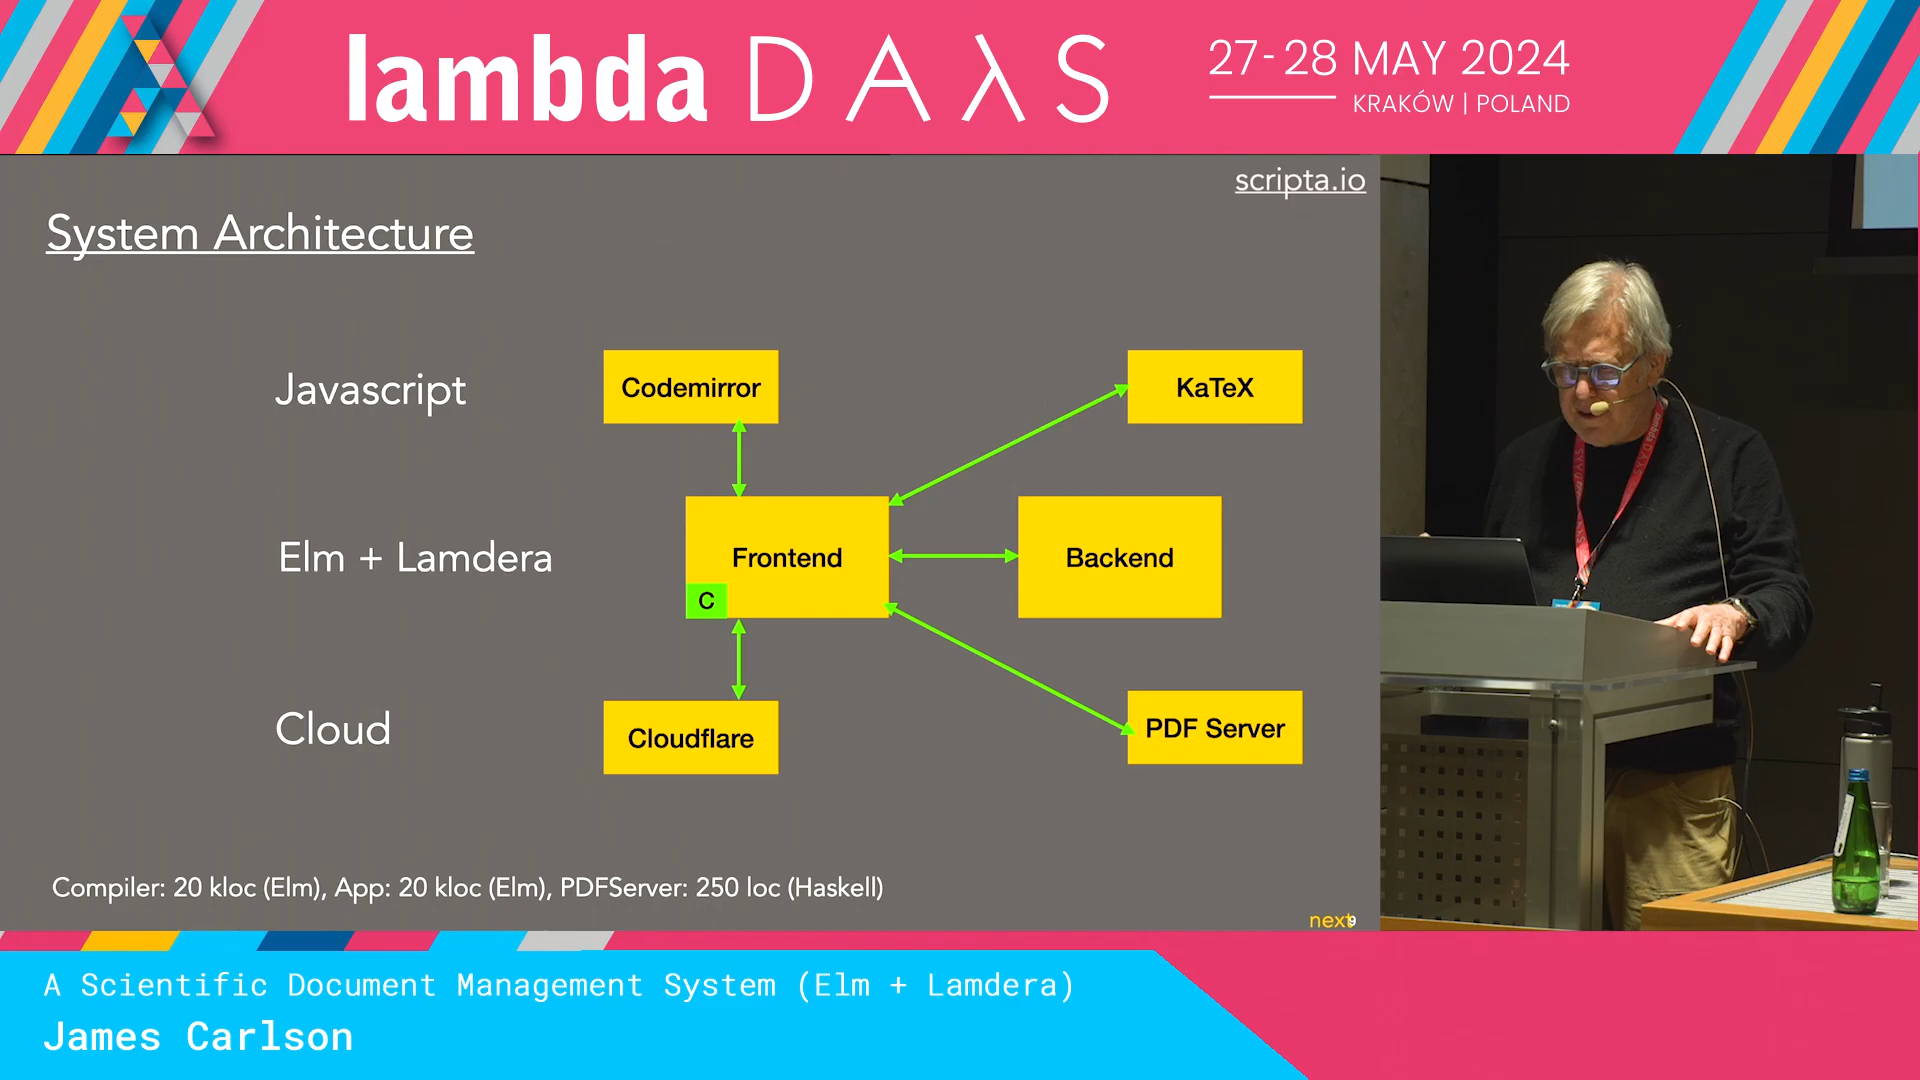 lambda DAλS
27-28 MAY 2024
KRAKÓW | POLAND
scripta.io
System Architecture
Javascript
Codemirror
KaTeX
Elm + Lamdera
Frontend
Backend
C
Cloud
Cloudflare
PDF Server
Compiler: 20 kloc (Elm), App: 20 kloc (Elm), PDFServer: 250 loc (Haskell)
next9
A Scientific Document Management System (Elm + Lamdera)
James Carlson